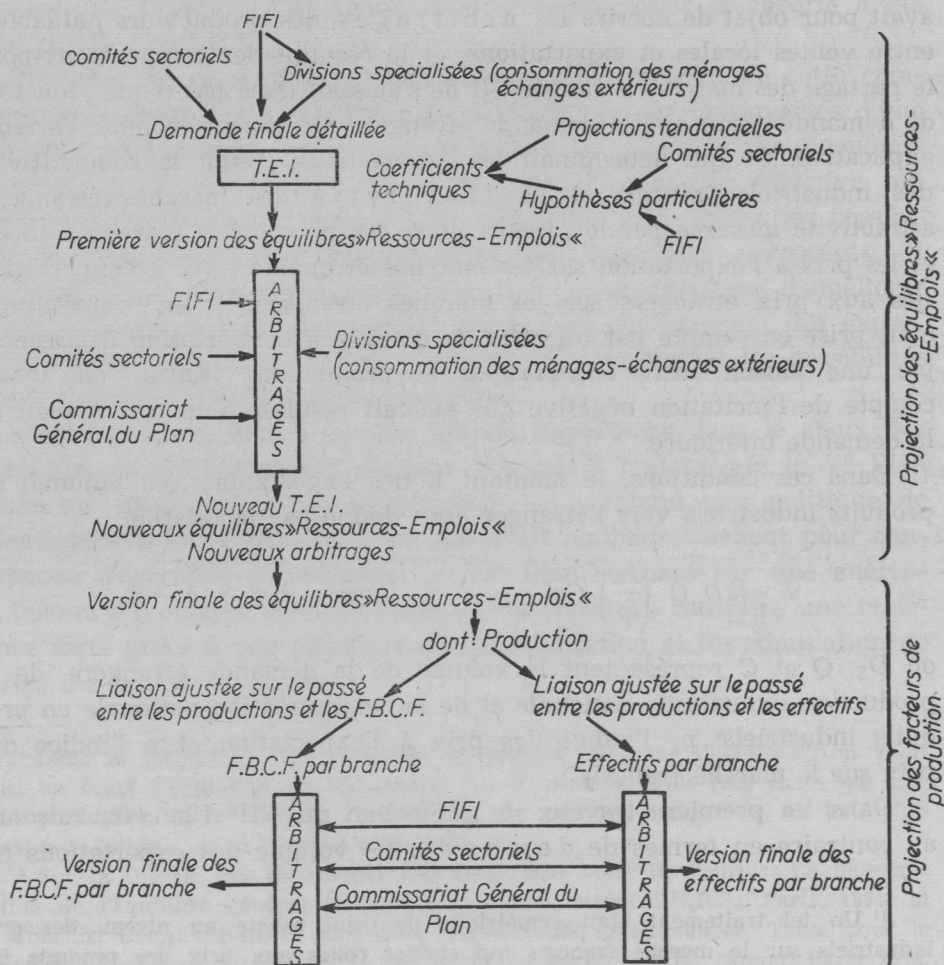 FIFI
Comités sectoriels
Divisions specialisées (consommation des ménages
échanges extérieurs)
Demande finale détaillée
T.E.I.
Projections tendancielles
Coefficients
techniques
Comités sectoriels
Hypothèses particulières
FIFI
Première version des équilibres»Ressources-Emplois«
FIFI
ARBITRAGES
Comités sectoriels
Divisions specialisées
(consommation des ménages-échanges extérieurs)
Commissariat
Général du Plan
Nouveau T.E.I.
Nouveaux équilibres»Ressources-Emplois«
Nouveaux arbitrages
Version finale des équilibres»Ressources-Emplois«
Projection des équilibres»Ressources-
-Emplois«
dont: Production
Liaison ajustée sur le passé
entre les productions et les F.B.C.F.
Liaison ajustée sur le passé
entre les productions et les effectifs
F.B.C.F. par branche
Effectifs par branche
ARBITRAGES
FIFI
Comités sectoriels
Commissariat Général du
Plan
ARBITRAGES
Version finale des
F.B.C.F. par branche
Version finale des
effectifs par branche
Projection des facteurs de
production